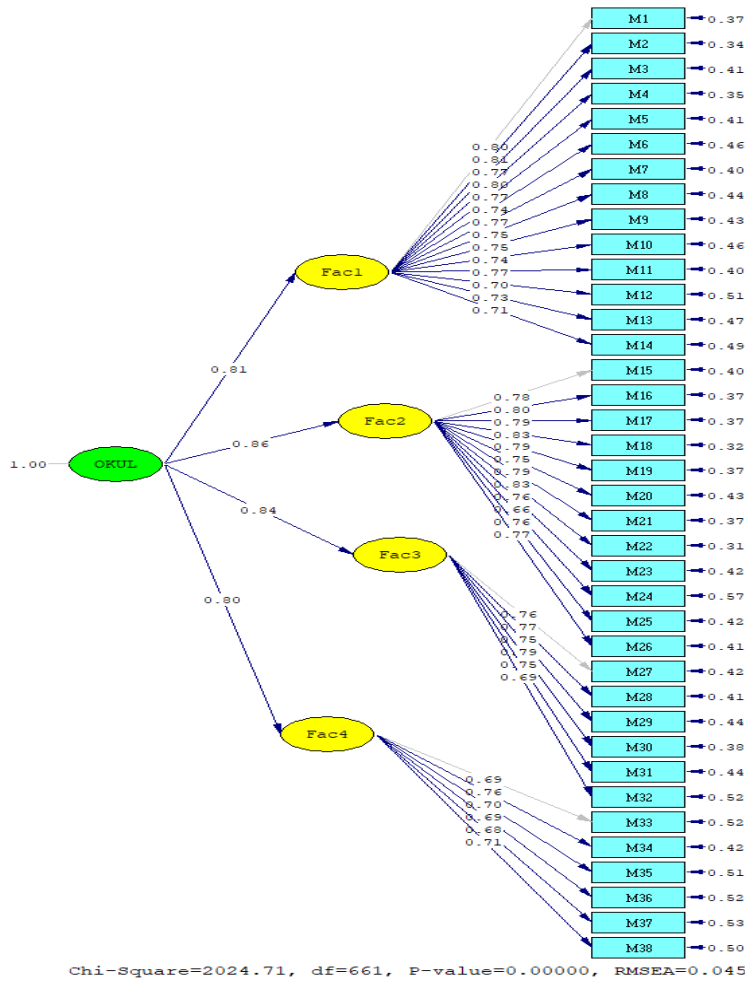 M1 0.37
M2 0.34
M3 0.41
M4 0.35
M5 0.41
M6 0.46
M7 0.40
M8 0.44
M9 0.43
M10 0.46
M11 0.40
M12 0.51
M13 0.47
M14 0.49
M15 0.40
M16 0.37
M17 0.37
M18 0.32
M19 0.37
M20 0.43
M21 0.37
M22 0.31
M23 0.42
M24 0.57
M25 0.42
M26 0.41
M27 0.42
M28 0.41
M29 0.44
M30 0.38
M31 0.44
M32 0.52
M33 0.52
M34 0.42
M35 0.51
M36 0.52
M37 0.53
M38 0.50
0.80
0.81
0.77
0.80
0.77
0.74
0.77
0.75
0.75
0.74
0.77
0.70
0.73
0.71
Fac1
0.81
0.78
0.80
0.79
0.83
0.79
0.75
0.79
0.83
0.76
0.66
0.76
0.77
Fac2
0.86
1.00
OKUL
0.84
Fac3
0.76
0.77
0.75
0.79
0.75
0.69
0.80
Fac4
0.69
0.76
0.70
0.69
0.68
0.71
Chi-Square=2024.71, df=661, P-value=0.00000, RMSEA=0.045